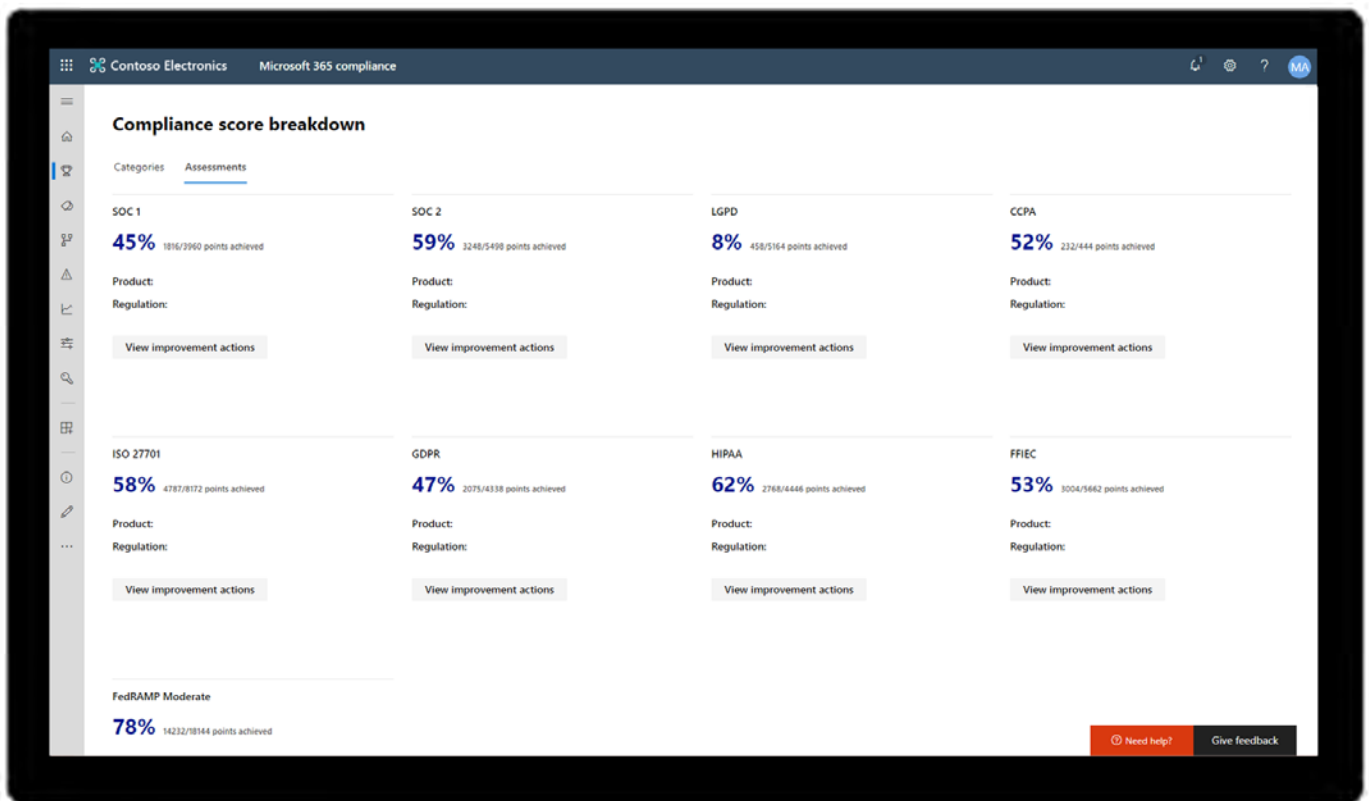 Contoso Electronics Microsoft 365 compliance 1 ? MA
Compliance score breakdown
Categories Assessments
SOC 1
45% 1816/3960 points achieved
Product:
Regulation:
View improvement actions
SOC 2
59% 3248/5498 points achieved
Product:
Regulation:
View improvement actions
LGPD
8% 458/5164 points achieved
Product:
Regulation:
View improvement actions
CCPA
52% 232/444 points achieved
Product:
Regulation:
View improvement actions
ISO 27701
58% 4787/8172 points achieved
Product:
Regulation:
View improvement actions
GDPR
47% 2075/4338 points achieved
Product:
Regulation:
View improvement actions
HIPAA
62% 2768/4446 points achieved
Product:
Regulation:
View improvement actions
FFIEC
53% 3004/5662 points achieved
Product:
Regulation:
View improvement actions
FedRAMP Moderate
78% 14232/18144 points achieved
Need help? Give feedback